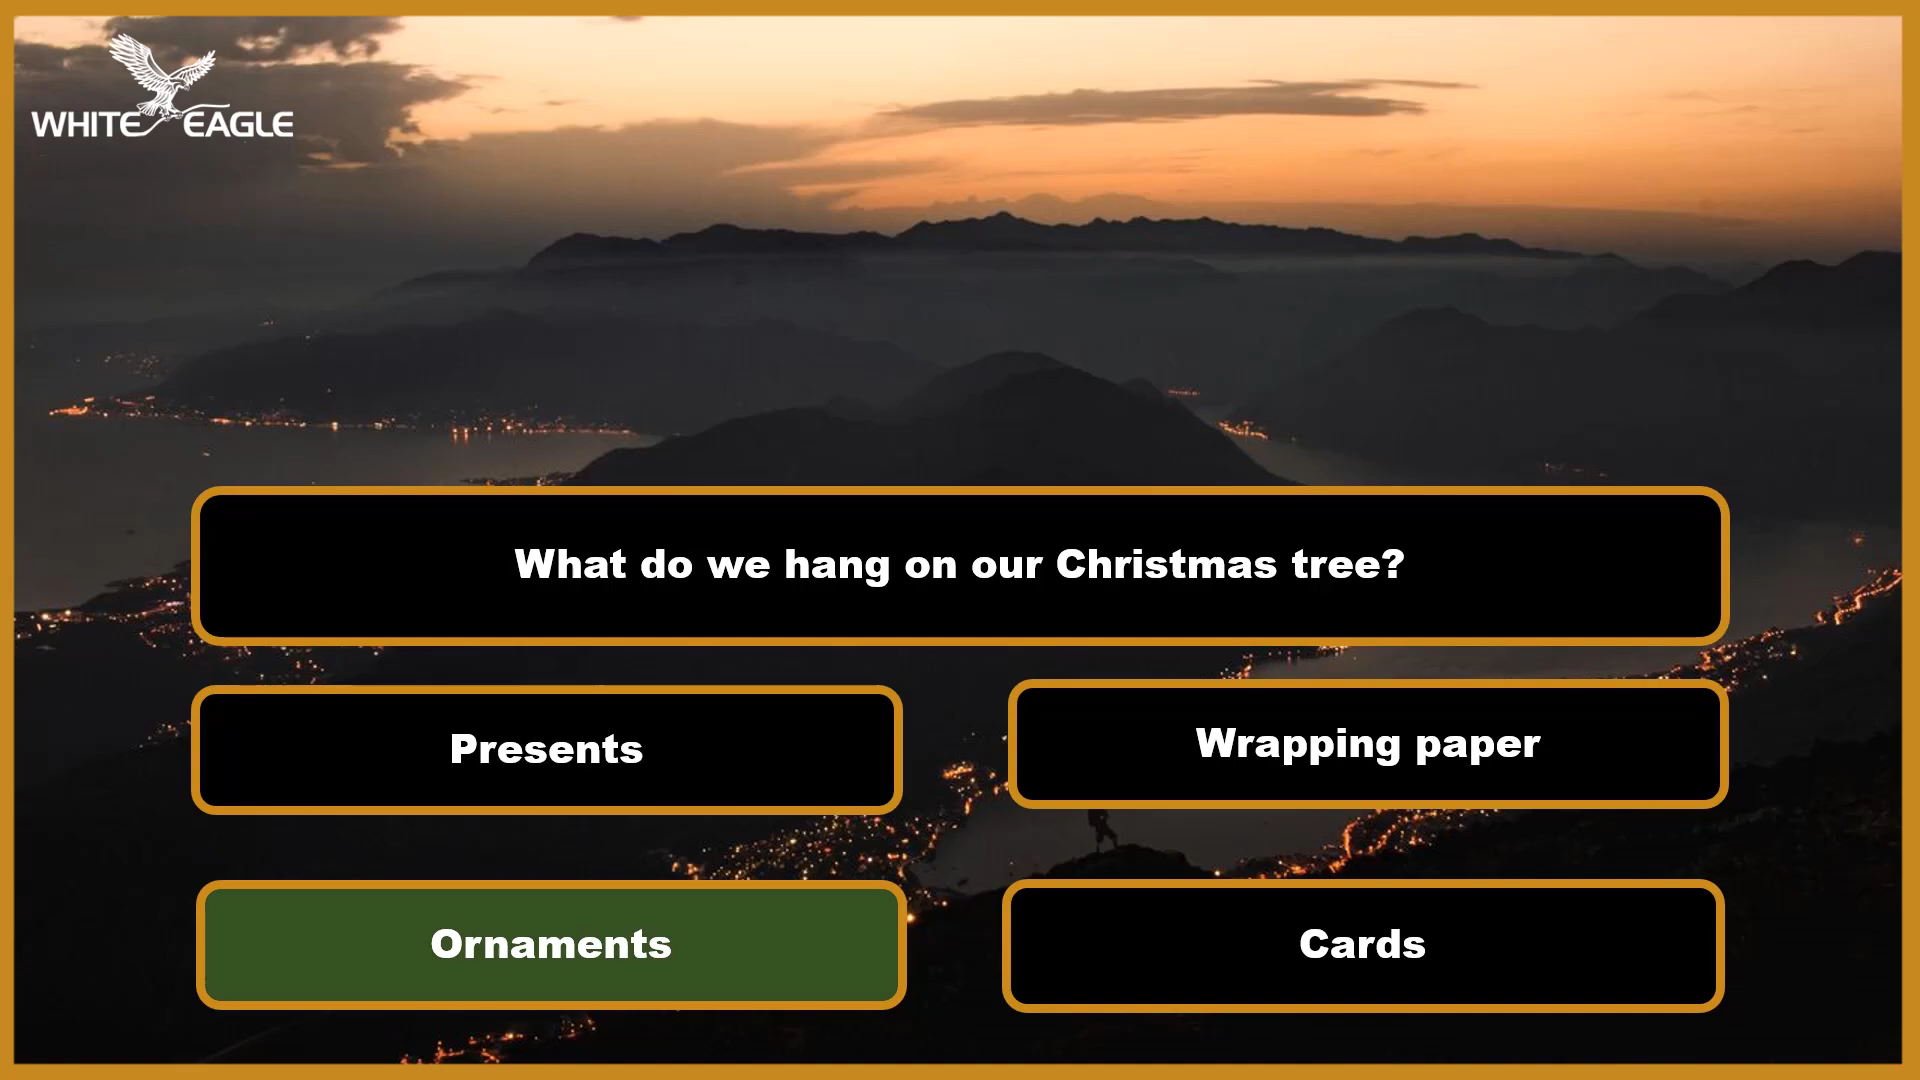 WHITE EAGLE
What do we hang on our Christmas tree?
Presents
Wrapping paper
Ornaments
Cards